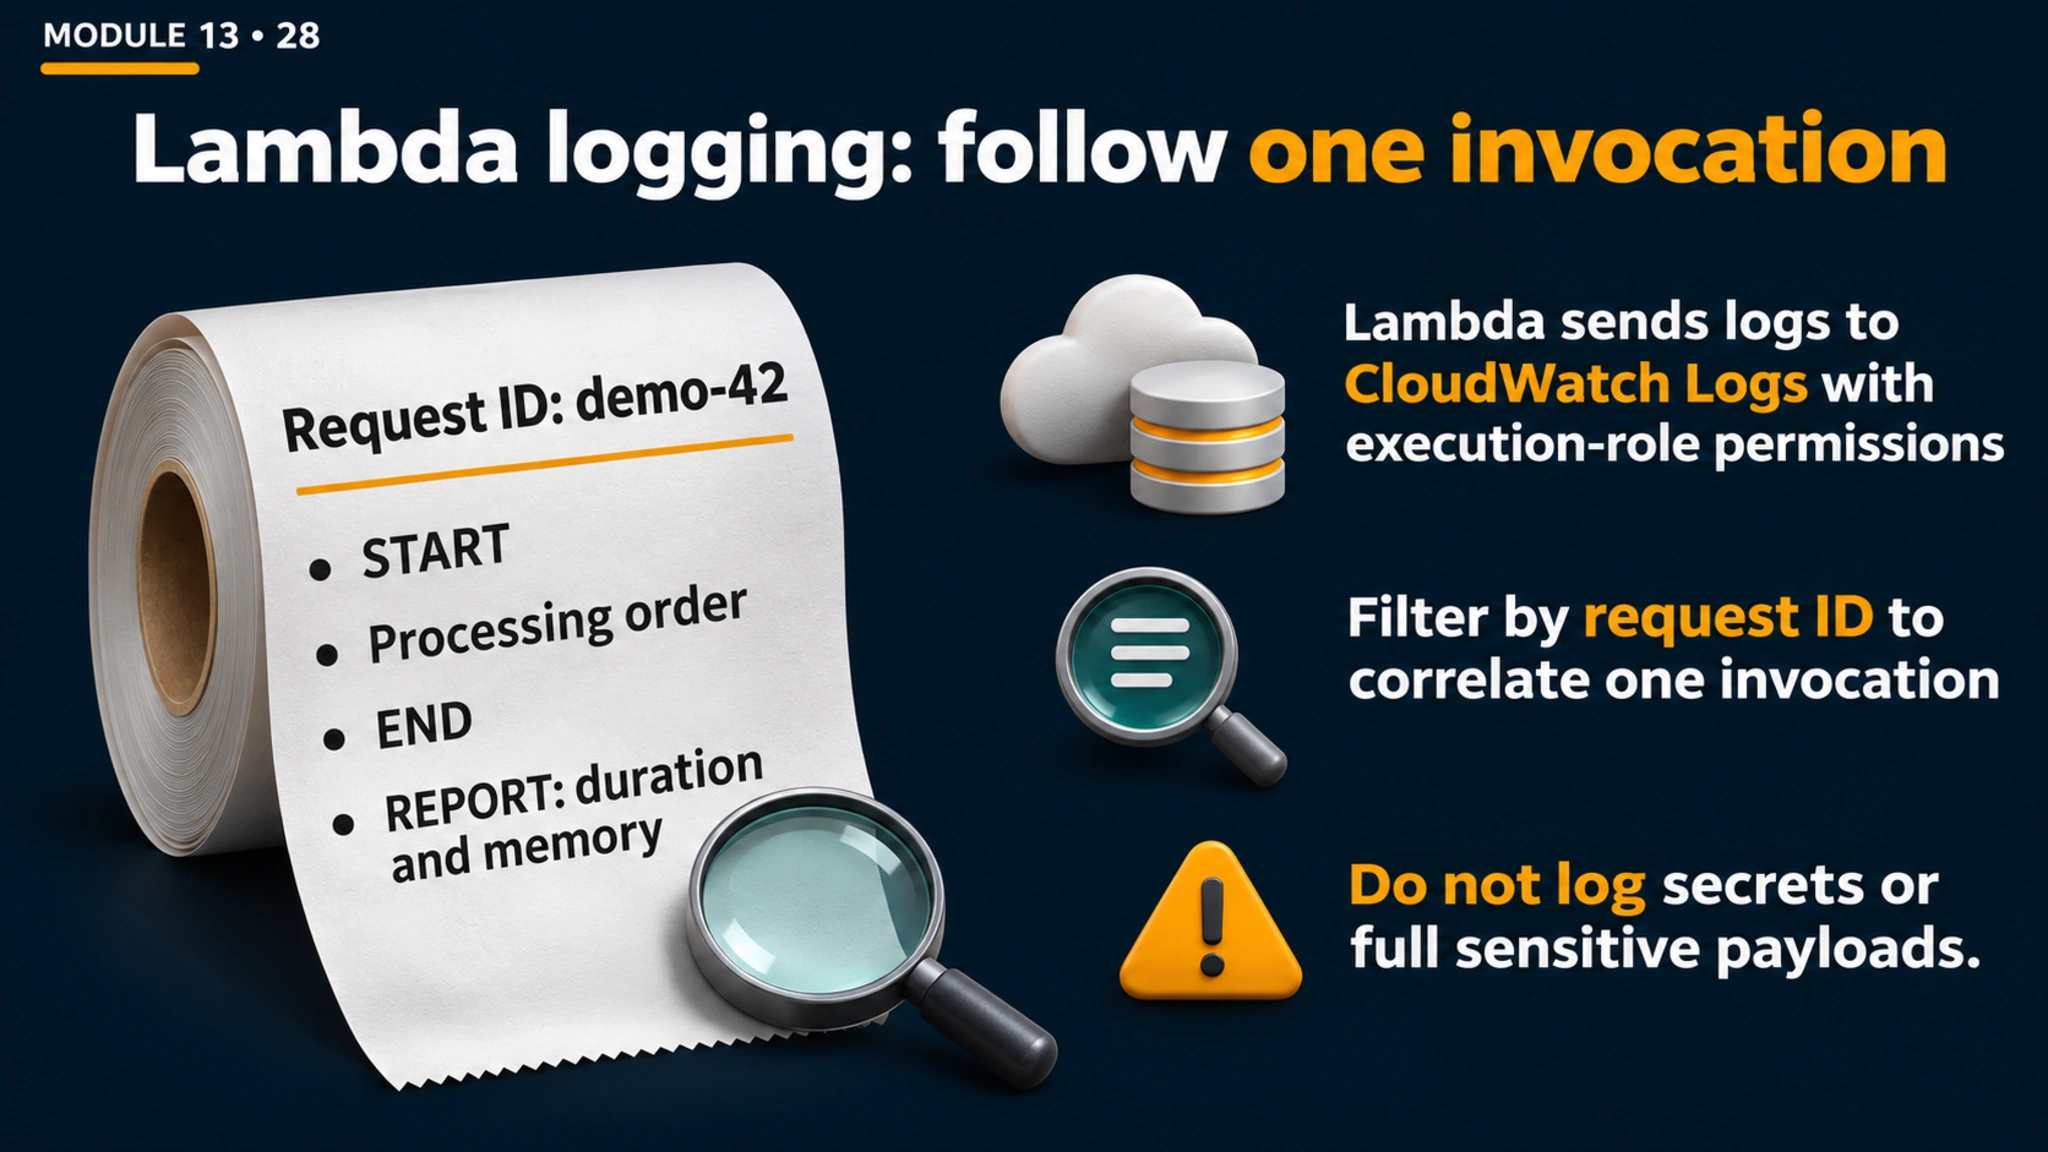 MODULE 13 • 28
Lambda logging: follow one invocation
Request ID: demo-42
• START
• Processing order
• END
• REPORT: duration
and memory
Lambda sends logs to
CloudWatch Logs with
execution-role permissions
Filter by request ID to
correlate one invocation
Do not log secrets or
full sensitive payloads.